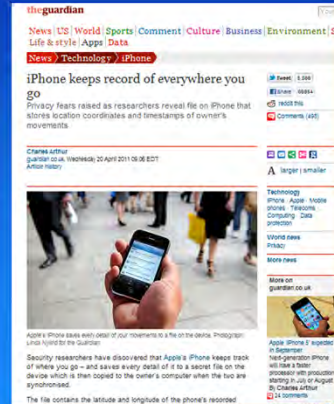 theguardian
News | US | World | Sports | Comment | Culture | Business | Environment |
Life & style | Apps | Data
News Technology iPhone
iPhone keeps record of everywhere you
go
Privacy fears raised as researchers reveal file on iPhone that
stores location coordinates and timestamps of owner's
movements
Tweet
Share
reddit this
Comments
Charles Arthur
guardian.co.uk, Wednesday 20 April 2011 EDT
Article history
A larger | smaller
Technology
iPhone Apple Mobile
phones Telecoms
Computing Data
protection
World news
Privacy
More news
More on
guardian.co.uk
Apple's iPhone saves every detail of your movements to a file on the device. Photograph:
for the Guardian
Security researchers have discovered that Apple's iPhone keeps track
of where you go – and saves every detail of it to a secret file on the
device which is then copied to the owner's computer when the two are
synchronised.
The file contains the latitude and longitude of the phone's recorded
Apple iPhone 5 expected
in September
Next-generation iPhone
will have a faster
processor with production
starting in July or August
By Charles Arthur
24 comments